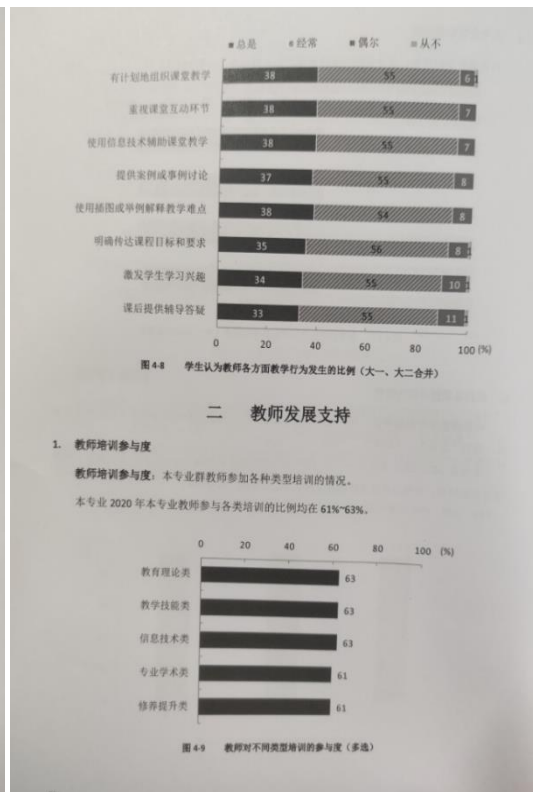 ■总是 ■经常 ■偶尔 ■从不
有计划地组织课堂教学 38 55 6 1
重视课堂互动环节 38 55 7
使用信息技术辅助课堂教学 38 55 7
提供案例或事例讨论 37 55 8
使用插图或举例解释教学难点 38 54 8
明确传达课程目标和要求 35 56 8 1
激发学生学习兴趣 34 55 10 1
课后提供辅导答疑 33 55 11 1
0 20 40 60 80 100 (%)
图 4-8 学生认为教师各方面教学行为发生的比例（大一、大二合并）
二 教师发展支持
1. 教师培训参与度
教师培训参与度：本专业群教师参加各种类型培训的情况。
本专业 2020 年本专业教师参与各类培训的比例均在 61%~63%。
0 20 40 60 80 100 (%)
教育理论类 63
教学技能类 63
信息技术类 63
专业学术类 61
修养提升类 61
图 4-9 教师对不同类型培训的参与度（多选）